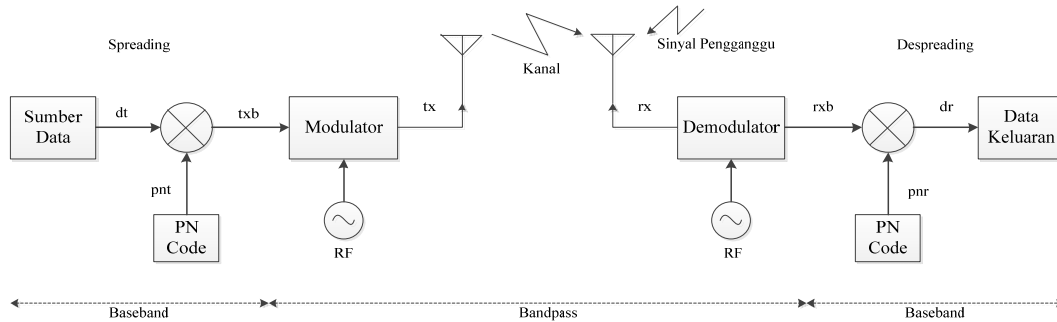 Spreading
Despreading
Kanal
Sinyal Pengganggu
Sumber
Data
dt
txb
Modulator
tx
rx
Demodulator
rxb
dr
Data
Keluaran
pnt
pnr
PN
Code
RF
RF
PN
Code
Baseband
Bandpass
Baseband